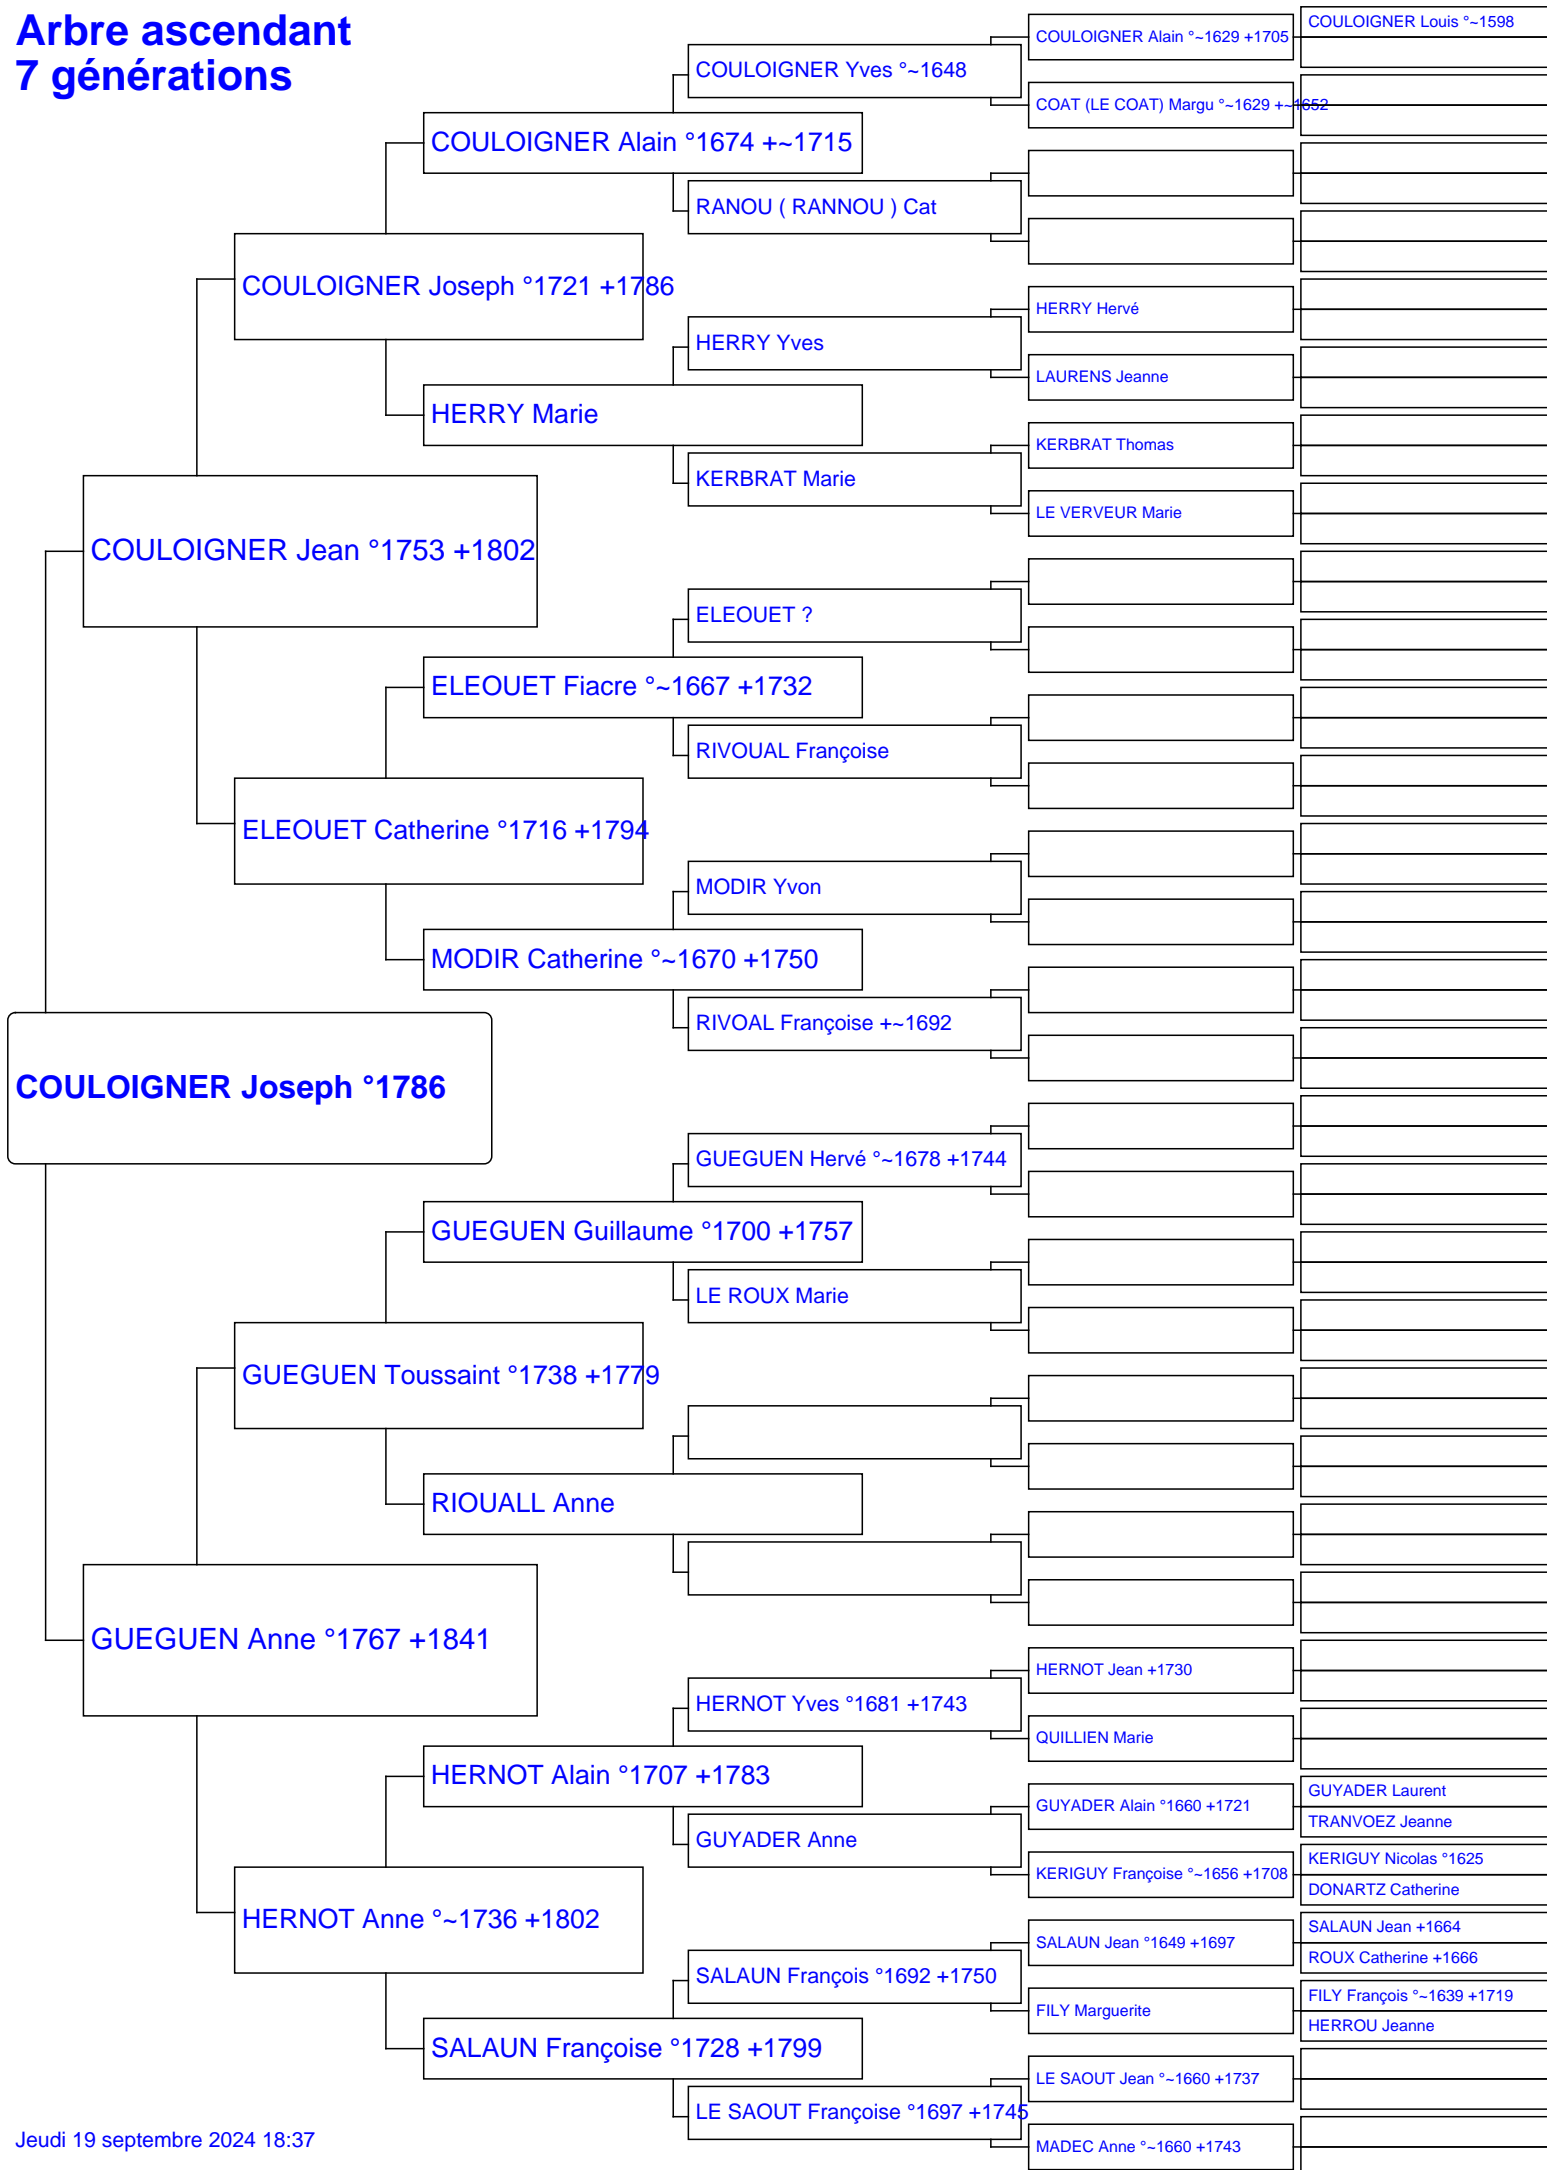 Arbre ascendant
7 générations
COULOIGNER Joseph °1786
COULOIGNER Jean °1753 +1802
COULOIGNER Joseph °1721 +1786
COULOIGNER Alain °1674 +~1715
COULOIGNER Yves °~1648
COULOIGNER Alain °~1629 +1705
COULOIGNER Louis °~1598
COAT (LE COAT) Margu °~1629 +~1652
RANOU ( RANNOU ) Cat
HERRY Marie
HERRY Yves
HERRY Hervé
LAURENS Jeanne
KERBRAT Marie
KERBRAT Thomas
LE VERVEUR Marie
ELEOUET Catherine °1716 +1794
ELEOUET Fiacre °~1667 +1732
ELEOUET ?
RIVOUAL Françoise
MODIR Catherine °~1670 +1750
MODIR Yvon
RIVOAL Françoise +~1692
GUEGUEN Anne °1767 +1841
GUEGUEN Toussaint °1738 +1779
GUEGUEN Guillaume °1700 +1757
GUEGUEN Hervé °~1678 +1744
LE ROUX Marie
RIOUALL Anne
HERNOT Anne °~1736 +1802
HERNOT Alain °1707 +1783
HERNOT Yves °1681 +1743
HERNOT Jean +1730
QUILLIEN Marie
GUYADER Anne
GUYADER Alain °1660 +1721
GUYADER Laurent
TRANVOEZ Jeanne
KERIGUY Françoise °~1656 +1708
KERIGUY Nicolas °1625
DONARTZ Catherine
SALAUN Françoise °1728 +1799
SALAUN François °1692 +1750
SALAUN Jean °1649 +1697
SALAUN Jean +1664
ROUX Catherine +1666
FILY Marguerite
FILY François °~1639 +1719
HERROU Jeanne
LE SAOUT Françoise °1697 +1745
LE SAOUT Jean °~1660 +1737
MADEC Anne °~1660 +1743
Jeudi 19 septembre 2024 18:37